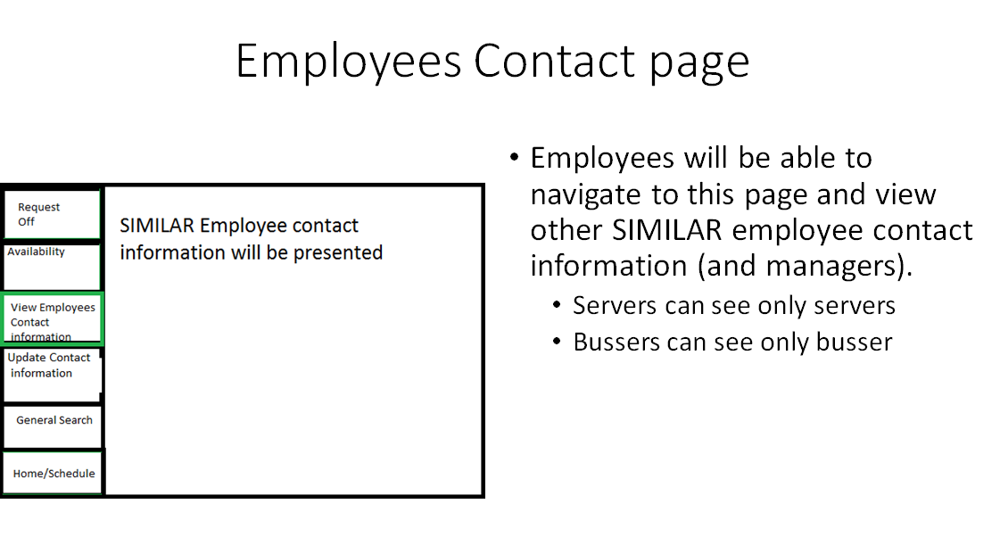 Employees Contact page
Request
Off
Availability
View Employees
Contact
information
Update Contact
information
General Search
Home/Schedule
SIMILAR Employee contact
information will be presented
• Employees will be able to
navigate to this page and view
other SIMILAR employee contact
information (and managers).
• Servers can see only servers
• Bussers can see only busser